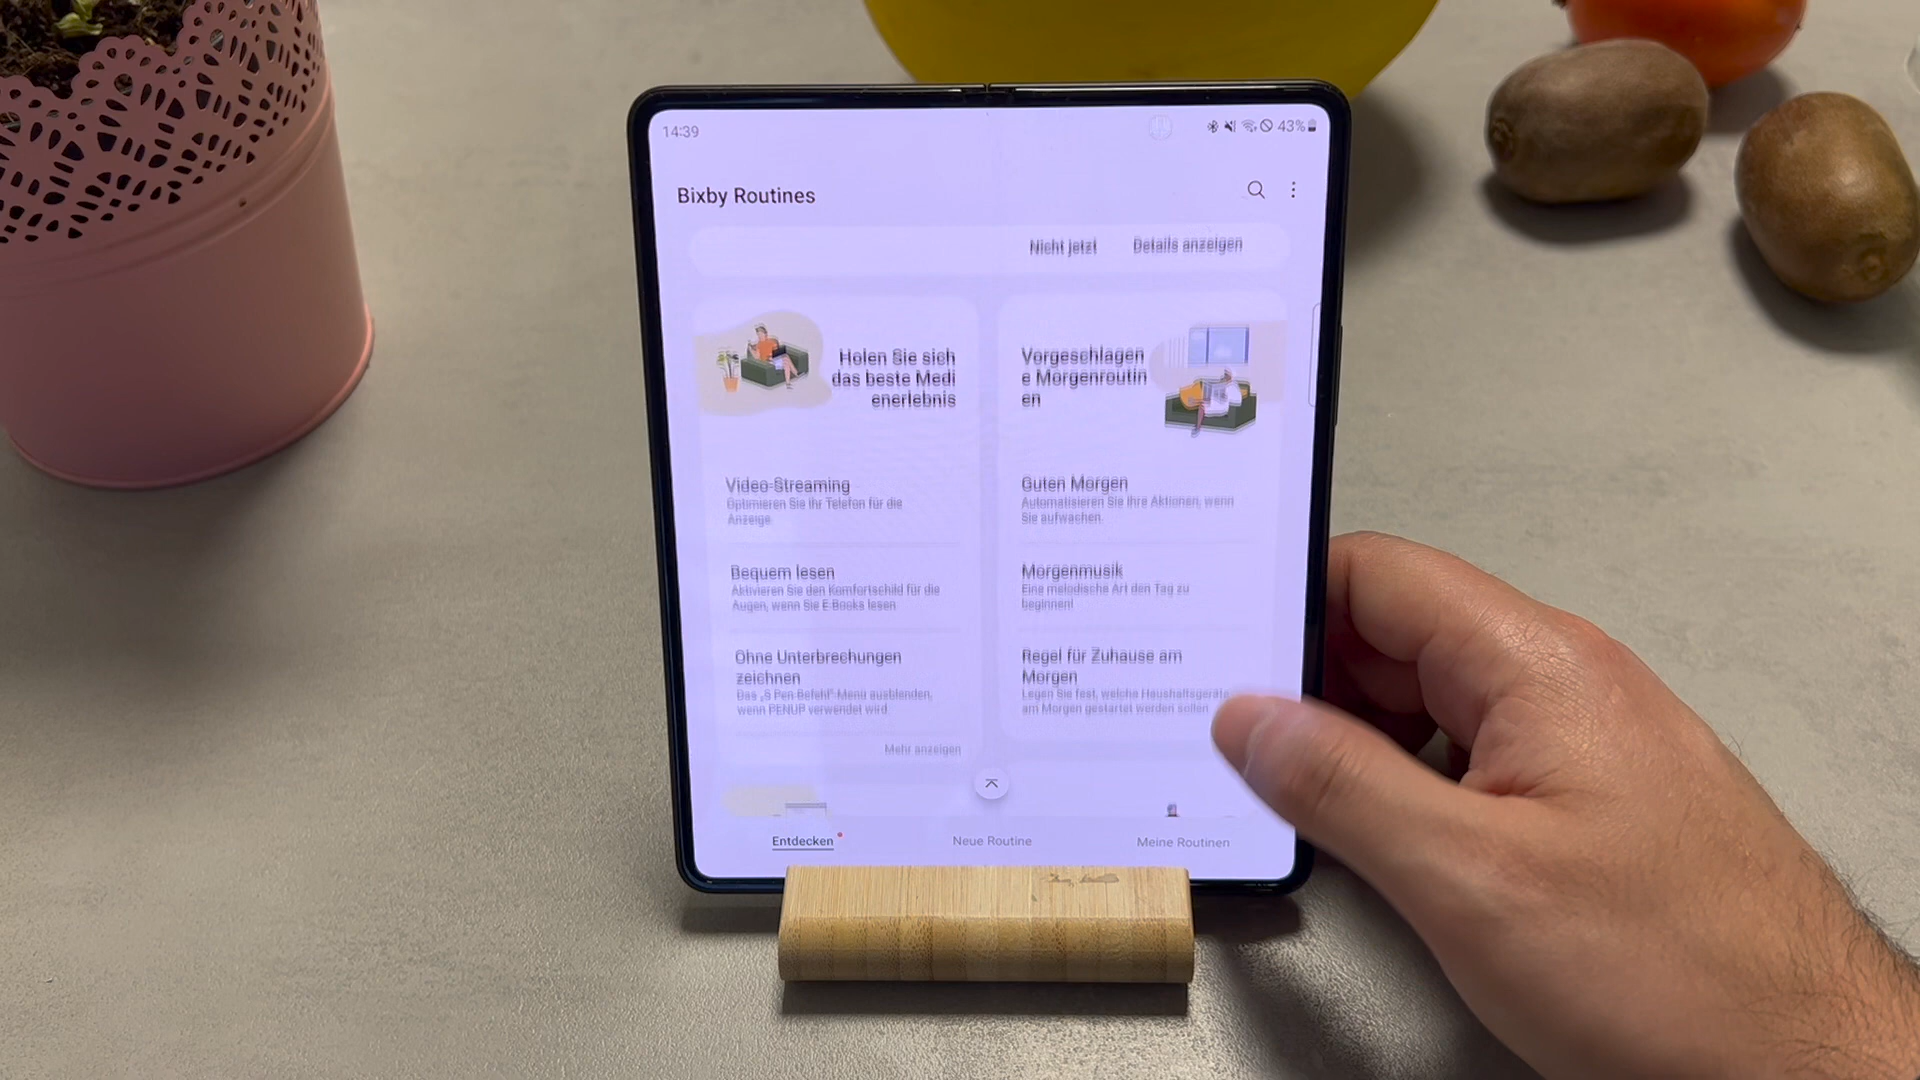 14:39
43%
Bixby Routines
Nicht jetzt
Details anzeigen
Holen Sie sich
das beste Medi
enerlebnis
Video-Streaming
Optimieren Sie Ihr Telefon für die
Anzeige.
Bequem lesen
Aktivieren Sie den Komfortschild für die
Augen, wenn Sie E-Books lesen.
Ohne Unterbrechungen
zeichnen
Das „S Pen-Befehl“-Menü ausblenden,
wenn PENUP verwendet wird.
Mehr anzeigen
Vorgeschlagen
e Morgenroutin
en
Guten Morgen
Automatisieren Sie Ihre Aktionen, wenn
Sie aufwachen.
Morgenmusik
Eine melodische Art den Tag zu
beginnen!
Regel für Zuhause am
Morgen
Legen Sie fest, welche Haushaltsgeräte
am Morgen gestartet werden sollen
Entdecken
Neue Routine
Meine Routinen